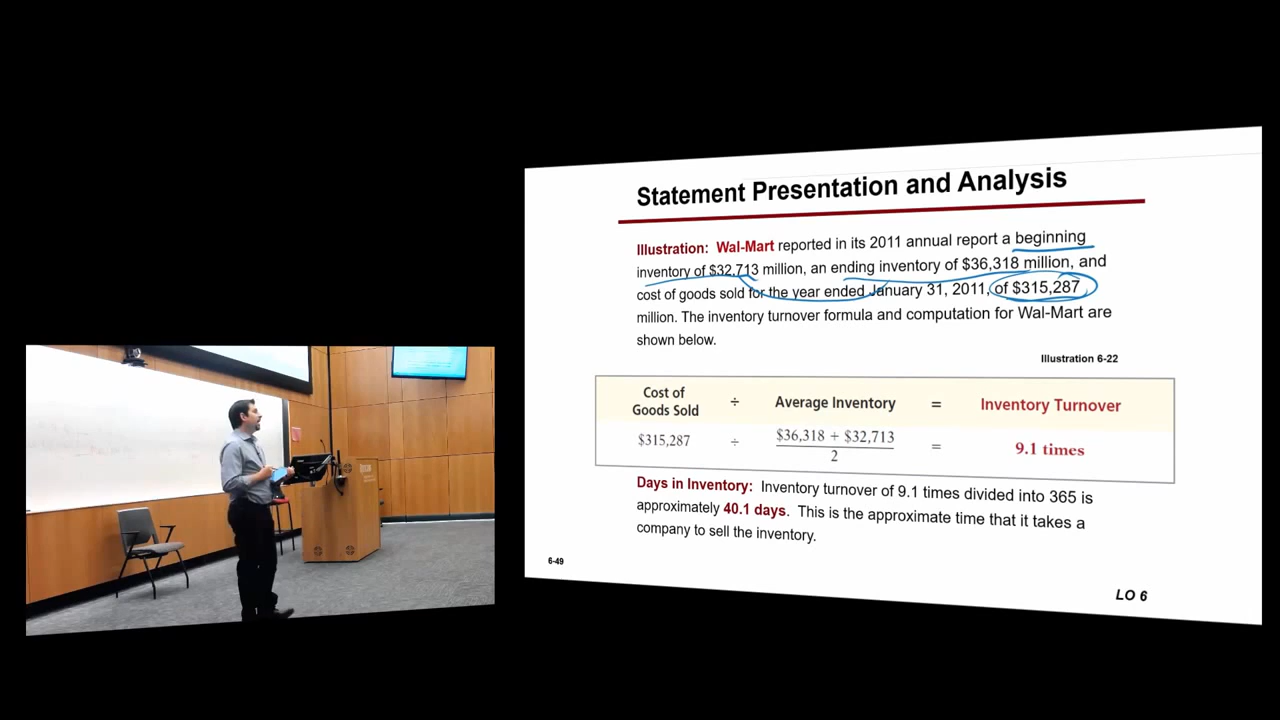 Statement Presentation and Analysis
Illustration: Wal-Mart reported in its 2011 annual report a beginning
inventory of $32,713 million, an ending inventory of $36,318 million, and
cost of goods sold for the year ended January 31, 2011, of $315,287
million. The inventory turnover formula and computation for Wal-Mart are
shown below.
Illustration 6-22
Cost of
Goods Sold ÷ Average Inventory = Inventory Turnover
$315,287 ÷ $36,318 + $32,713
2 = 9.1 times
Days in Inventory: Inventory turnover of 9.1 times divided into 365 is
approximately 40.1 days. This is the approximate time that it takes a
company to sell the inventory.
6-49
LO 6